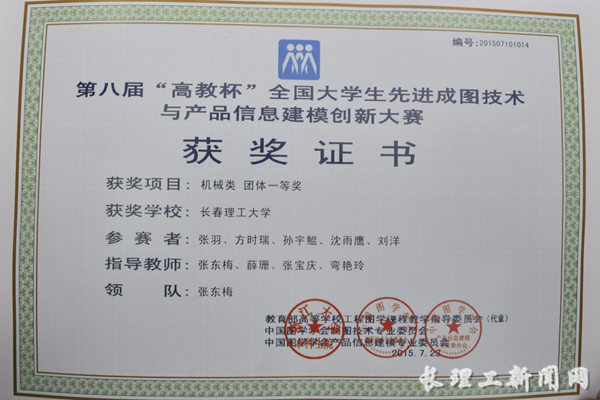 编号:201507101014
第八届“高教杯”全国大学生先进成图技术
与产品信息建模创新大赛
获奖证书
获奖项目: 机械类 团体一等奖
获奖学校: 长春理工大学
参赛者: 张羽、方时瑞、孙宇鲲、沈雨鹰、刘洋
指导教师: 张东梅、薛珊、张宝庆、弯艳玲
领队: 张东梅
教育部高等学校工程图学课程教学指导委员会(代章)
中国图学学会制图技术专业委员会
中国图学学会产品信息建模专业委员会
2015.7.23
长理工新闻网